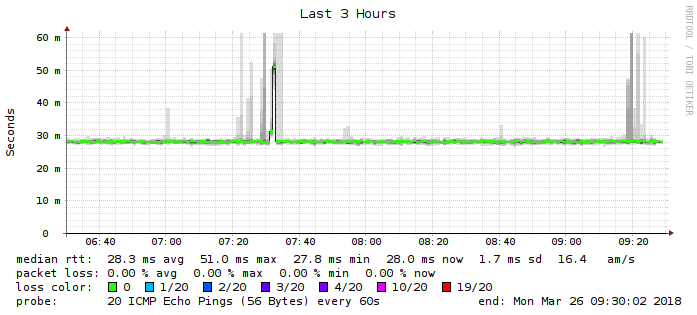 Last 3 Hours
RRDTOOL / TOBI OETIKER
Seconds
60 m
50 m
40 m
30 m
20 m
10 m
0
06:40 07:00 07:20 07:40 08:00 08:20 08:40 09:00 09:20
median rtt: 28.3 ms avg 51.0 ms max 27.8 ms min 28.0 ms now 1.7 ms sd 16.4 am/s
packet loss: 0.00 % avg 0.00 % max 0.00 % min 0.00 % now
loss color: 0 1/20 2/20 3/20 4/20 10/20 19/20
probe: 20 ICMP Echo Pings (56 Bytes) every 60s end: Mon Mar 26 09:30:02 2018